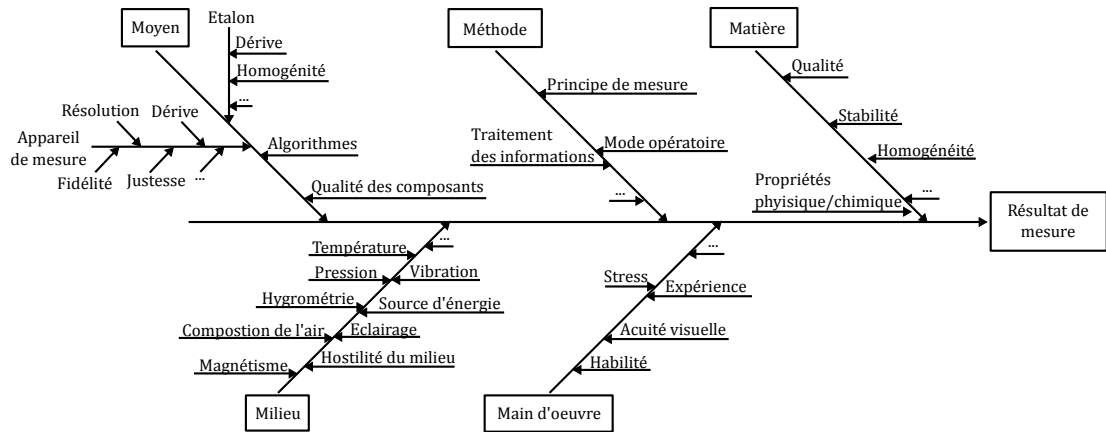 Moyen
Etalon
Dérive
Homogénité
...
Résolution
Dérive
Appareil
de mesure
Fidélité
Justesse
...
Algorithmes
Qualité des composants
Méthode
Principe de mesure
Mode opératoire
Traitement
des informations
...
Matière
Qualité
Stabilité
Homogénéité
...
Propriétés
phyisique/chimique
Résultat de
mesure
...
Température
Pression
Vibration
Hygrométrie
Source d'énergie
Compostion de l'air
Eclairage
Magnétisme
Hostilité du milieu
Milieu
...
Stress
Expérience
Acuité visuelle
Habilité
Main d'oeuvre